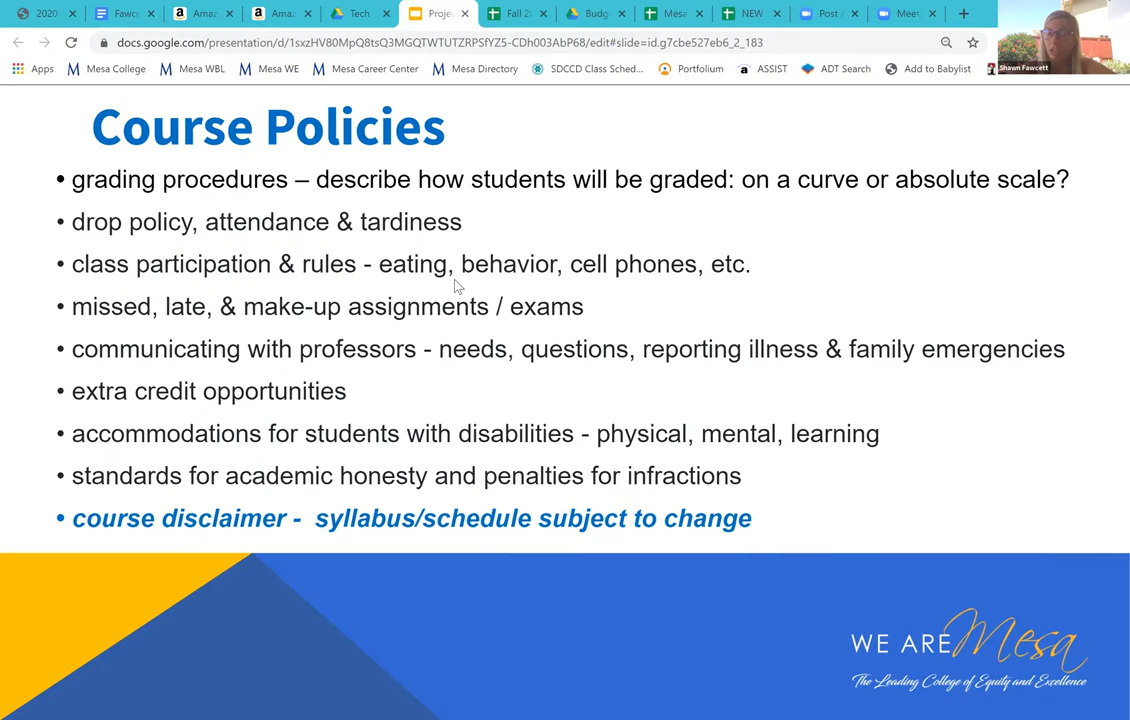 2020
Fawce
Amaz
Amaz
Tech
Proje
Fall 20
Budg
Mesa
NEW
Post /
Meet
docs.google.com/presentation/d/1sxzHV80MpQ8tsQ3MGQTWTUTZRPSfYZ5-CDh003AbP68/edit#slide=id.g7cbe527eb6_2_183
Apps
Mesa College
Mesa WBL
Mesa WE
Mesa Career Center
Mesa Directory
SDCCD Class Sched...
Portfolium
ASSIST
ADT Search
Add to Babylist
Shawn Fawcett
Course Policies
• grading procedures – describe how students will be graded: on a curve or absolute scale?
• drop policy, attendance & tardiness
• class participation & rules - eating, behavior, cell phones, etc.
• missed, late, & make-up assignments / exams
• communicating with professors - needs, questions, reporting illness & family emergencies
• extra credit opportunities
• accommodations for students with disabilities - physical, mental, learning
• standards for academic honesty and penalties for infractions
• course disclaimer - syllabus/schedule subject to change
WE ARE Mesa
The Leading College of Equity and Excellence